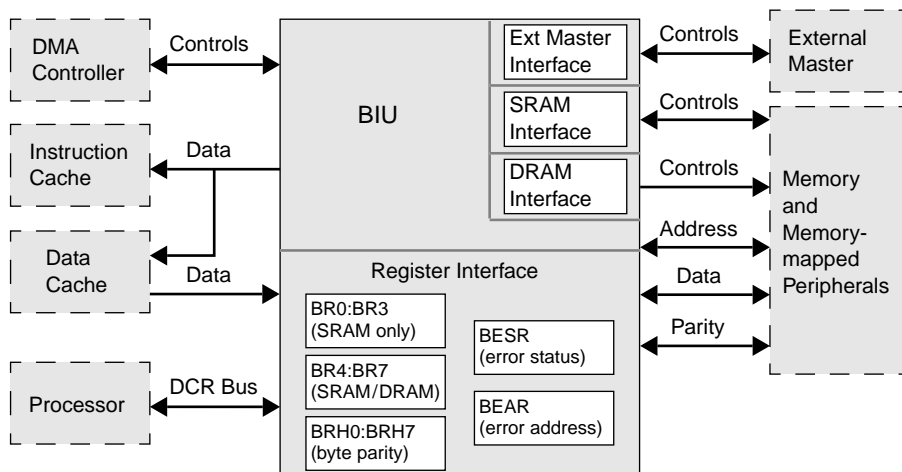 DMA
Controller
Controls
BIU
Ext Master
Interface
Controls
External
Master
SRAM
Interface
Controls
Instruction
Cache
Data
DRAM
Interface
Controls
Memory
and
Memory-
mapped
Peripherals
Address
Data
Parity
Data
Cache
Data
Register Interface
BR0:BR3
(SRAM only)
BESR
(error status)
BR4:BR7
(SRAM/DRAM)
BEAR
(error address)
BRH0:BRH7
(byte parity)
Processor
DCR Bus